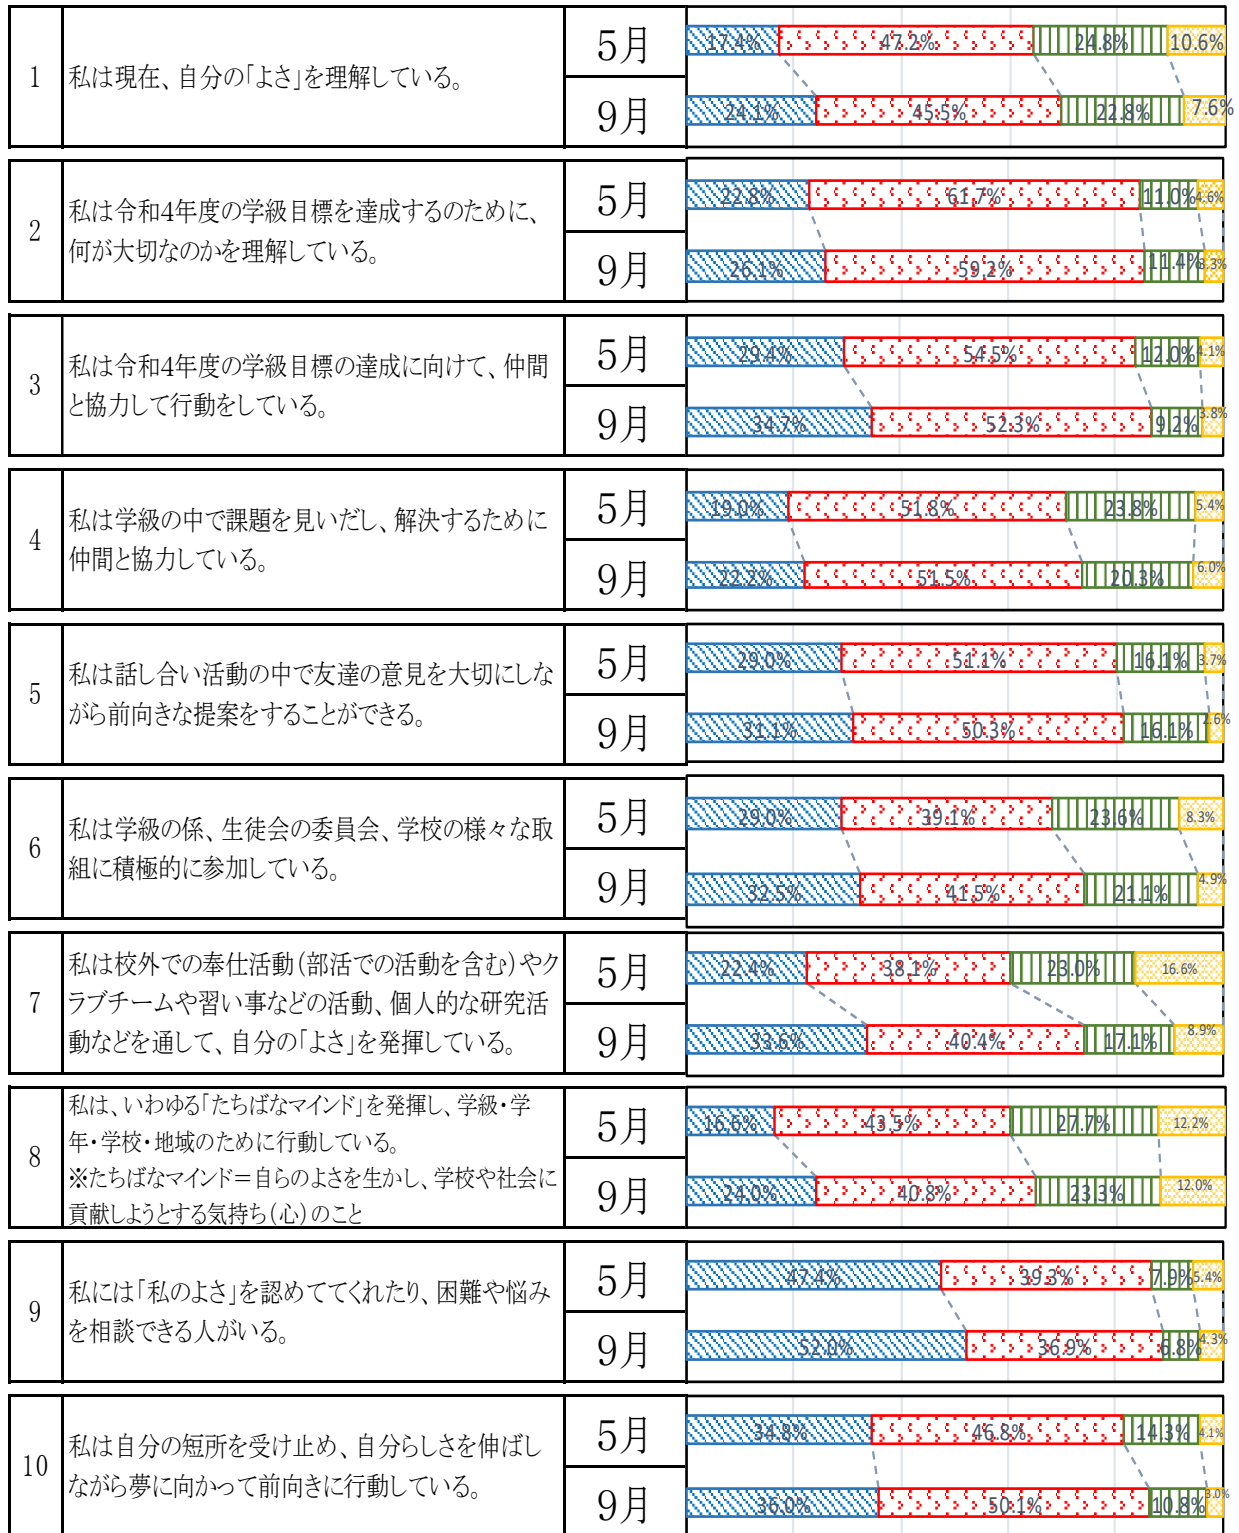 1
私は現在、自分の「よさ」を理解している。
5月
17.4% 47.2% 24.8% 10.6%
9月
24.1% 45.5% 22.8% 7.6%
2
私は令和4年度の学級目標を達成するのために、
何が大切なのかを理解している。
5月
22.8% 61.7% 11.0% 4.6%
9月
26.1% 59.2% 11.4% 3.3%
3
私は令和4年度の学級目標の達成に向けて、仲間
と協力して行動をしている。
5月
29.4% 54.5% 12.0% 4.1%
9月
34.7% 52.3% 9.2% 3.8%
4
私は学級の中で課題を見いだし、解決するために
仲間と協力している。
5月
19.0% 51.8% 23.8% 5.4%
9月
22.2% 51.5% 20.3% 6.0%
5
私は話し合い活動の中で友達の意見を大切にしな
がら前向きな提案をすることができる。
5月
29.0% 51.1% 16.1% 3.7%
9月
31.1% 50.3% 16.1% 2.6%
6
私は学級の係、生徒会の委員会、学校の様々な取
組に積極的に参加している。
5月
29.0% 39.1% 23.6% 8.3%
9月
32.5% 41.5% 21.1% 4.9%
7
私は校外での奉仕活動(部活での活動を含む)やク
ラブチームや習い事などの活動、個人的な研究活
動などを通して、自分の「よさ」を発揮している。
5月
22.4% 38.1% 23.0% 16.6%
9月
33.6% 40.4% 17.1% 8.9%
8
私は、いわゆる「たちばなマインド」を発揮し、学級・学
年・学校・地域のために行動している。
※たちばなマインド＝自らのよさを生かし、学校や社会に
貢献しようとする気持ち(心)のこと
5月
16.6% 43.5% 27.7% 12.2%
9月
24.0% 40.8% 23.3% 12.0%
9
私には「私のよさ」を認めててくれたり、困難や悩み
を相談できる人がいる。
5月
47.4% 39.3% 7.9% 5.4%
9月
52.0% 36.9% 6.8% 4.3%
10
私は自分の短所を受け止め、自分らしさを伸ばし
ながら夢に向かって前向きに行動している。
5月
34.8% 46.8% 14.3% 4.1%
9月
36.0% 50.1% 10.8% 3.0%